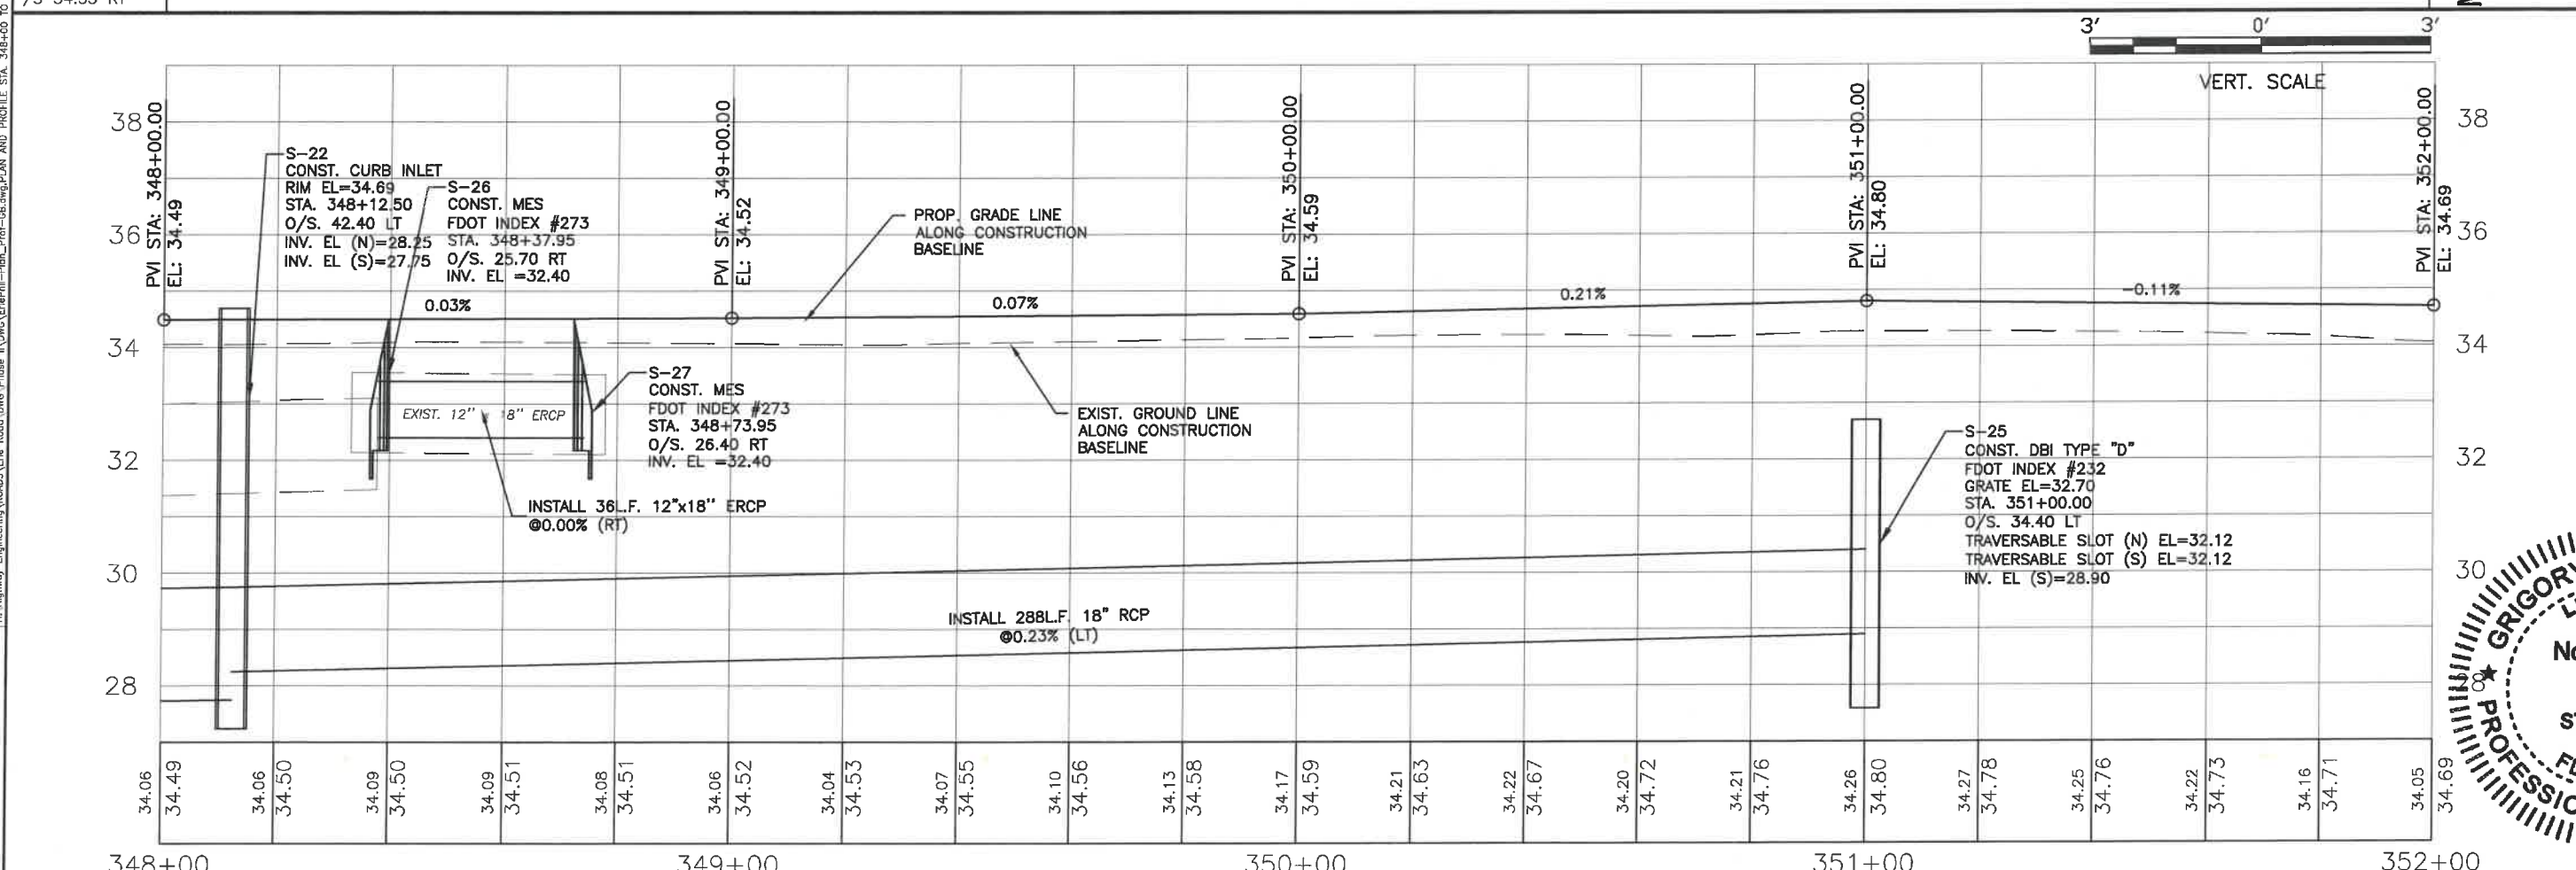 /S 34.55 RT
3' 0' 3'
VERT. SCALE
38
36
34
32
30
28
38
36
34
32
30
28
PVI STA: 348+00.00
EL: 34.49
S-22
CONST. CURB INLET
RIM EL=34.69
STA. 348+12.50
O/S. 42.40 LT
INV. EL (N)=28.25
INV. EL (S)=27.75
S-26
CONST. MES
FDOT INDEX #273
STA. 348+37.95
O/S. 25.70 RT
INV. EL =32.40
PVI STA: 349+00.00
EL: 34.52
PROP. GRADE LINE
ALONG CONSTRUCTION
BASELINE
PVI STA: 350+00.00
EL: 34.59
PVI STA: 351+00.00
EL: 34.80
PVI STA: 352+00.00
EL: 34.69
0.03%
0.07%
0.21%
-0.11%
EXIST. 12" 18" ERCP
S-27
CONST. MES
FDOT INDEX #273
STA. 348+73.95
O/S. 26.40 RT
INV. EL =32.40
INSTALL 36L.F. 12"x18" ERCP
@0.00% (RT)
EXIST. GROUND LINE
ALONG CONSTRUCTION
BASELINE
S-25
CONST. DBI TYPE "D"
FDOT INDEX #232
GRATE EL=32.70
STA. 351+00.00
O/S. 34.40 LT
TRAVERSABLE SLOT (N) EL=32.12
TRAVERSABLE SLOT (S) EL=32.12
INV. EL (S)=28.90
INSTALL 288L.F. 18" RCP
@0.23% (LT)
34.06 34.49
34.06 34.50
34.09 34.50
34.09 34.51
34.08 34.51
34.06 34.52
34.04 34.53
34.07 34.55
34.10 34.56
34.13 34.58
34.17 34.59
34.21 34.63
34.22 34.67
34.20 34.72
34.21 34.76
34.26 34.80
34.27 34.78
34.25 34.76
34.22 34.73
34.16 34.71
34.05 34.69
348+00
349+00
350+00
351+00
352+00
GRIGORY
No
PROFESSIO